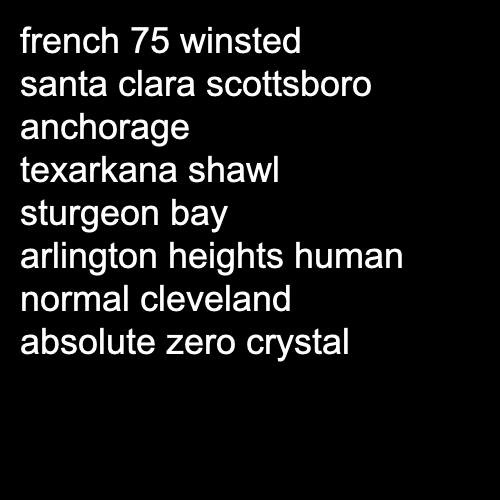 french 75 winsted
santa clara scottsboro
anchorage
texarkana shawl
sturgeon bay
arlington heights human
normal cleveland
absolute zero crystal